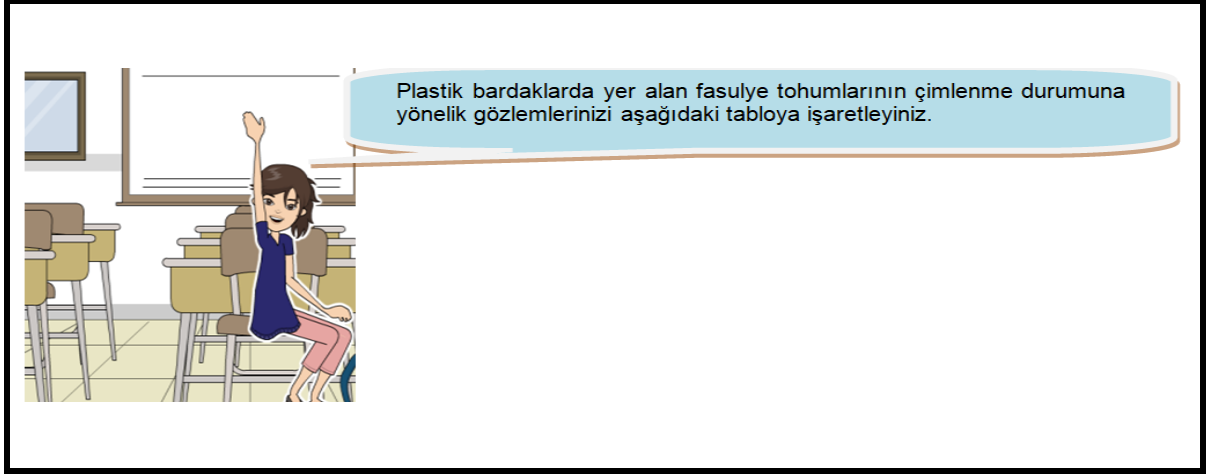 Plastik bardaklarda yer alan fasulye tohumlarının çimlenme durumuna
yönelik gözlemlerinizi aşağıdaki tabloya işaretleyiniz.